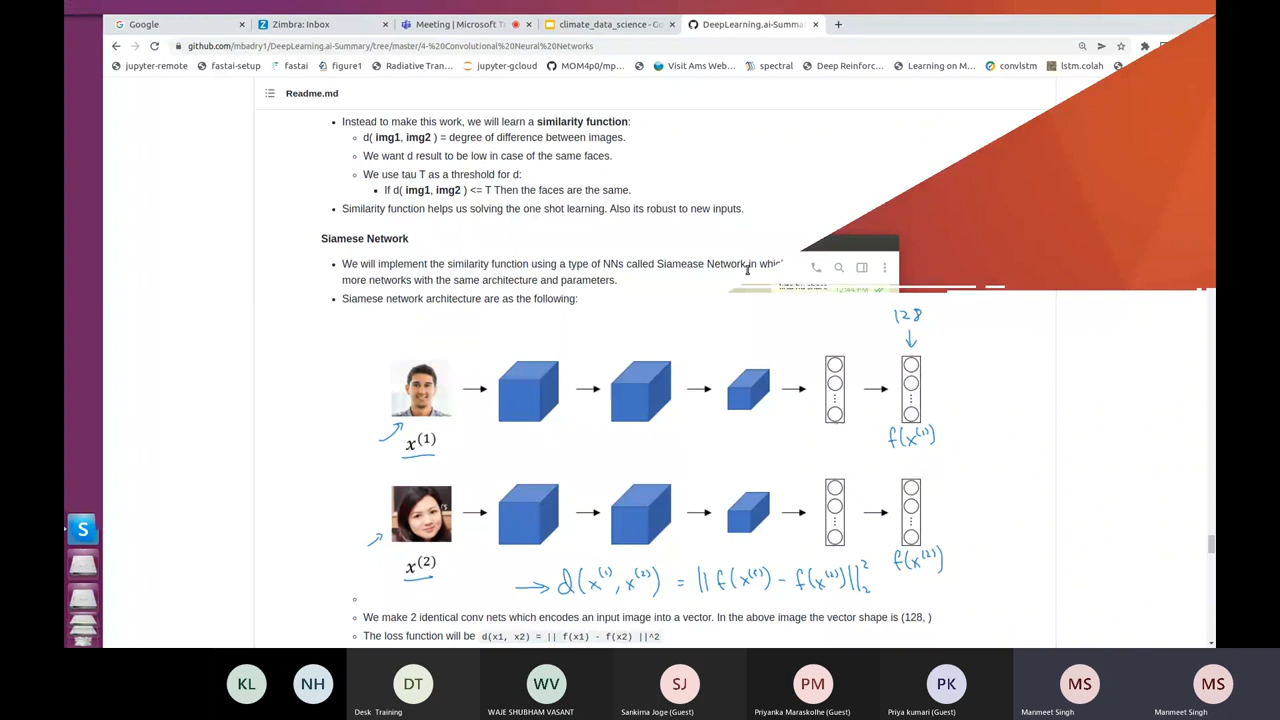 Google
Zimbra: Inbox
Meeting | Microsoft T
climate_data_science - Go
DeepLearning.ai-Summary
github.com/mbadry1/DeepLearning.ai-Summary/tree/master/4-%20Convolutional%20Neural%20Networks
jupyter-remote
fastai-setup
fastai
figure1
Radiative Tran...
jupyter-gcloud
MOM4p0/mp...
Visit Ams Web...
spectral
Deep Reinforc...
Learning on M...
convlstm
lstm.colah
Readme.md
Instead to make this work, we will learn a similarity function:
d( img1, img2 ) = degree of difference between images.
We want d result to be low in case of the same faces.
We use tau T as a threshold for d:
If d( img1, img2 ) <= T Then the faces are the same.
Similarity function helps us solving the one shot learning. Also its robust to new inputs.
Siamese Network
We will implement the similarity function using a type of NNs called Siamease Network in whic
more networks with the same architecture and parameters.
Siamese network architecture are as the following:
128
x(1)
f(x(1))
x(2)
f(x(2))
d(x(1), x(2)) = || f(x(1)) - f(x(2)) ||²₂
We make 2 identical conv nets which encodes an input image into a vector. In the above image the vector shape is (128, )
The loss function will be d(x1, x2) = || f(x1) - f(x2) ||^2
S
KL
NH
DT
WV
SJ
PM
PK
MS
MS
Desk Training
WAJE SHUBHAM VASANT
Sankirna Joge (Guest)
Priyanka Maraskolhe (Guest)
Priya kumari (Guest)
Manmeet Singh
Manmeet Singh